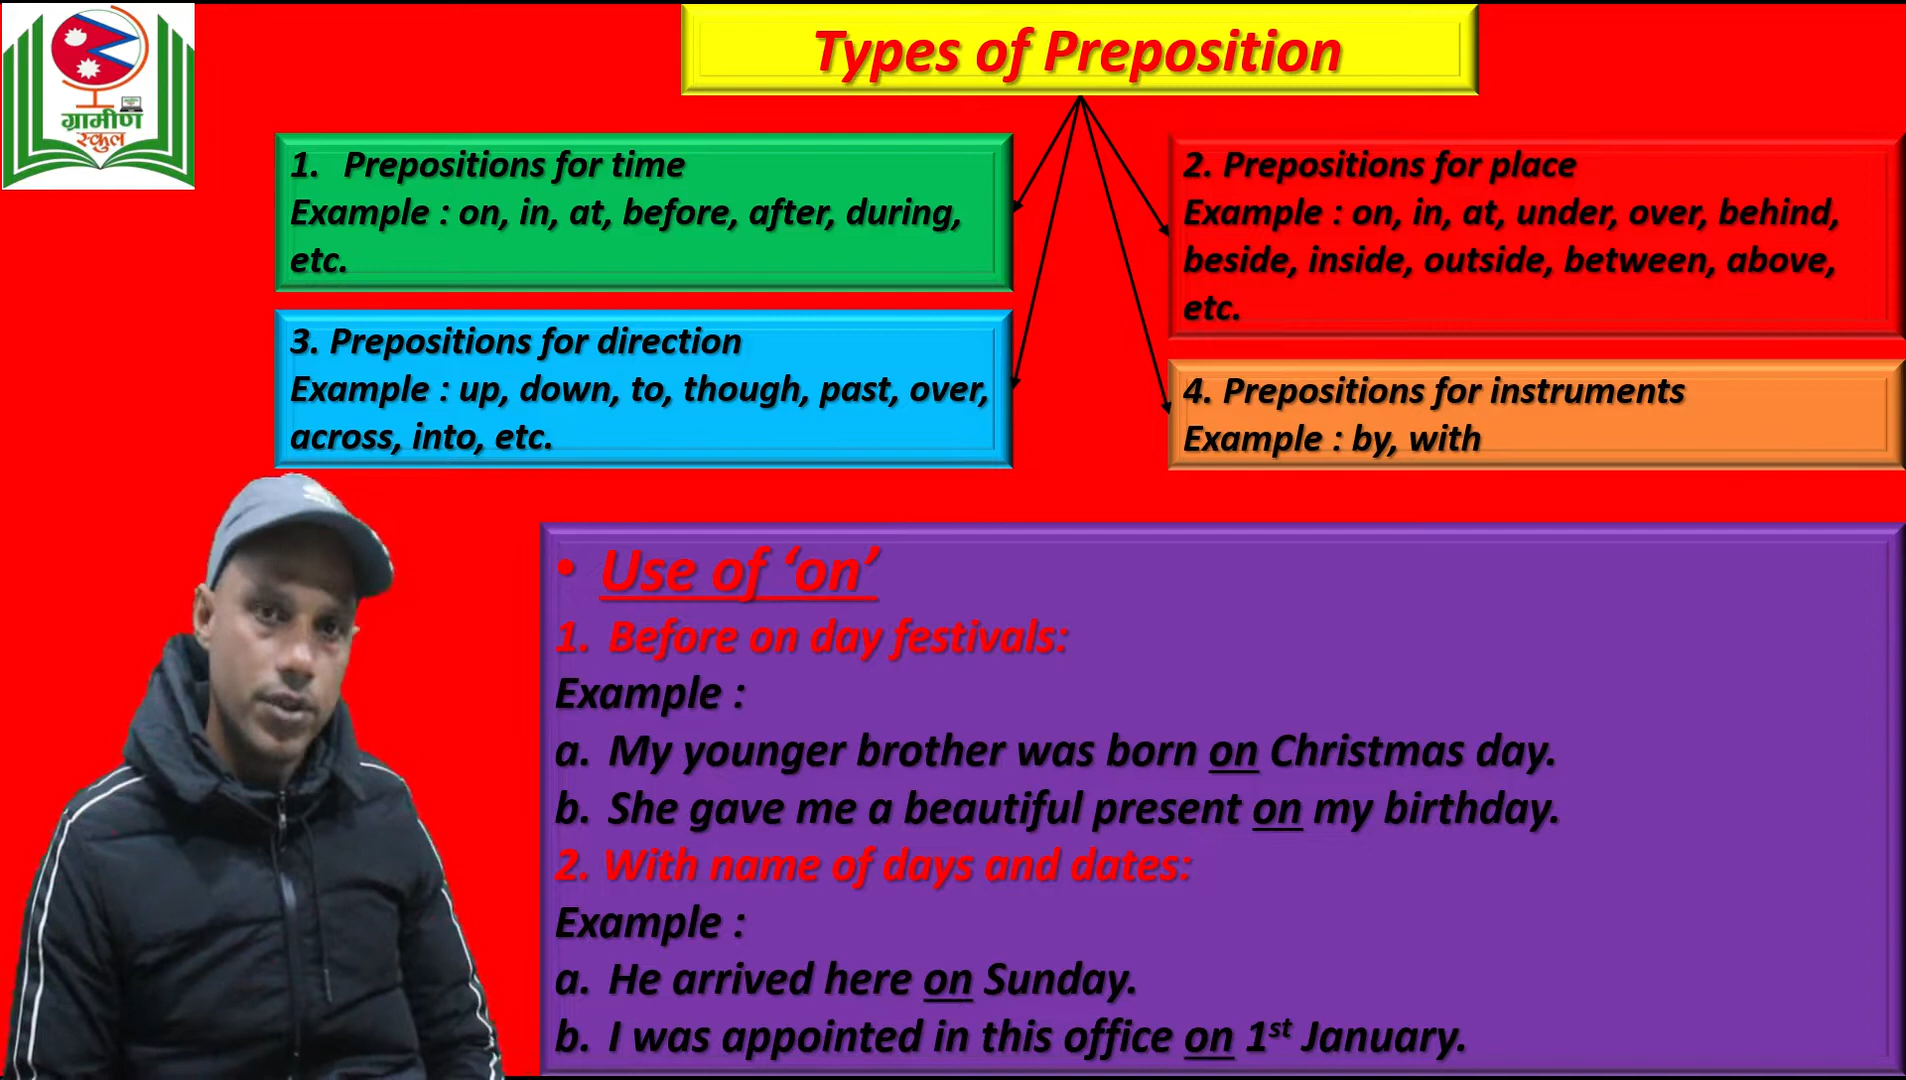 ग्रामीण
स्कुल
Types of Preposition
1. Prepositions for time
Example : on, in, at, before, after, during,
etc.
2. Prepositions for place
Example : on, in, at, under, over, behind,
beside, inside, outside, between, above,
etc.
3. Prepositions for direction
Example : up, down, to, though, past, over,
across, into, etc.
4. Prepositions for instruments
Example : by, with
• Use of ‘on’
1. Before on day festivals:
Example :
a. My younger brother was born on Christmas day.
b. She gave me a beautiful present on my birthday.
2. With name of days and dates:
Example :
a. He arrived here on Sunday.
b. I was appointed in this office on 1st January.